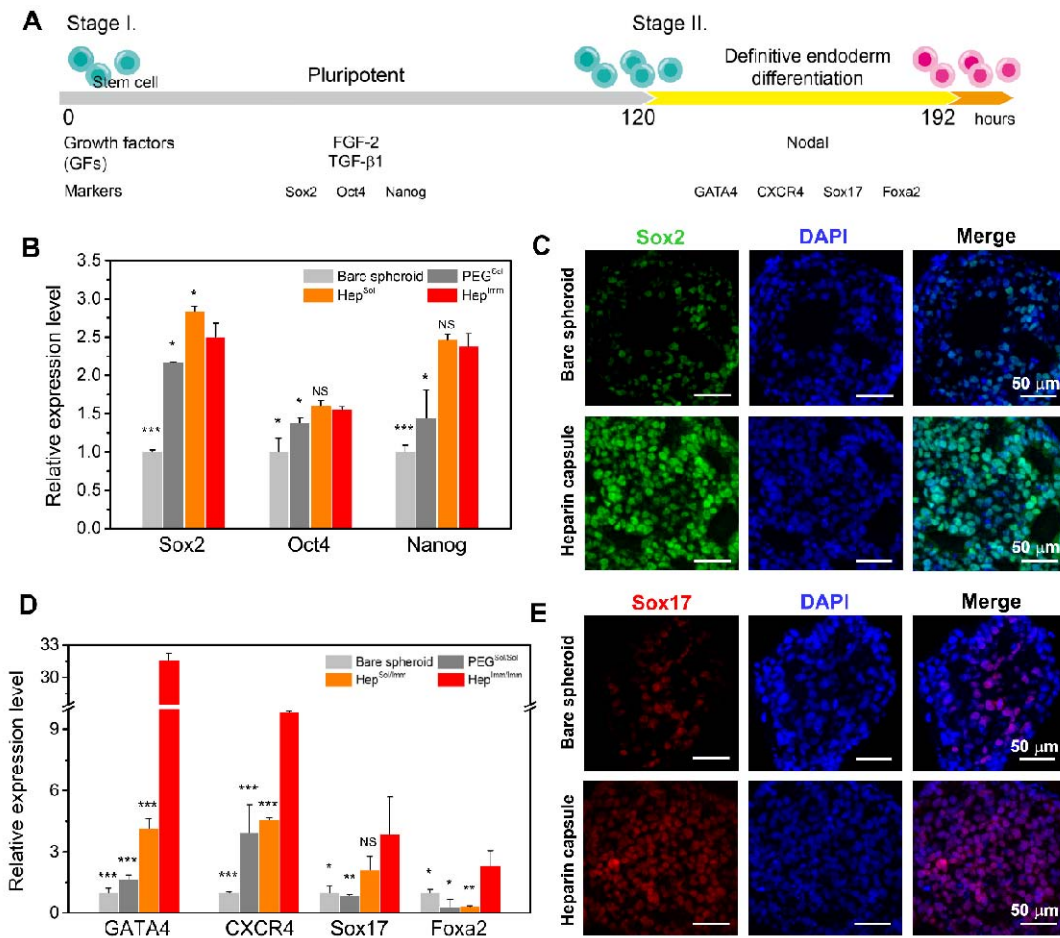 A
Stage I.
Stage II.
Stem cell
Pluripotent
Definitive endoderm
differentiation
0
120
192
hours
Growth factors
(GFs)
FGF-2
TGF-β1
Nodal
Markers
Sox2 Oct4 Nanog
GATA4 CXCR4 Sox17 Foxa2
B
Relative expression level
3.5
3.0
2.5
2.0
1.5
1.0
0.5
0.0
Bare spheroid
PEG^Sol
Hep^Sol
Hep^Imm
***
*
*
*
*
NS
***
*
NS
Sox2 Oct4 Nanog
C
Sox2 DAPI Merge
Bare spheroid
50 μm
Heparin capsule
50 μm
D
Relative expression level
33
30
9
6
3
0
Bare spheroid
PEG^Sol/Sol
Hep^Sol/Imm
Hep^Imm/Imm
***
***
***
***
***
***
*
**
NS
*
*
**
GATA4 CXCR4 Sox17 Foxa2
E
Sox17 DAPI Merge
Bare spheroid
50 μm
Heparin capsule
50 μm